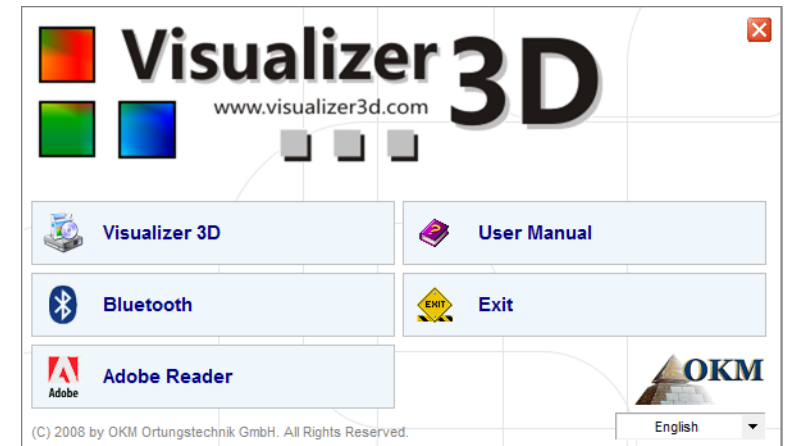 Visualizer 3D
www.visualizer3d.com
Visualizer 3D
User Manual
Bluetooth
EXIT
Exit
Adobe
Adobe Reader
OKM
(C) 2008 by OKM Ortungstechnik GmbH. All Rights Reserved.
English